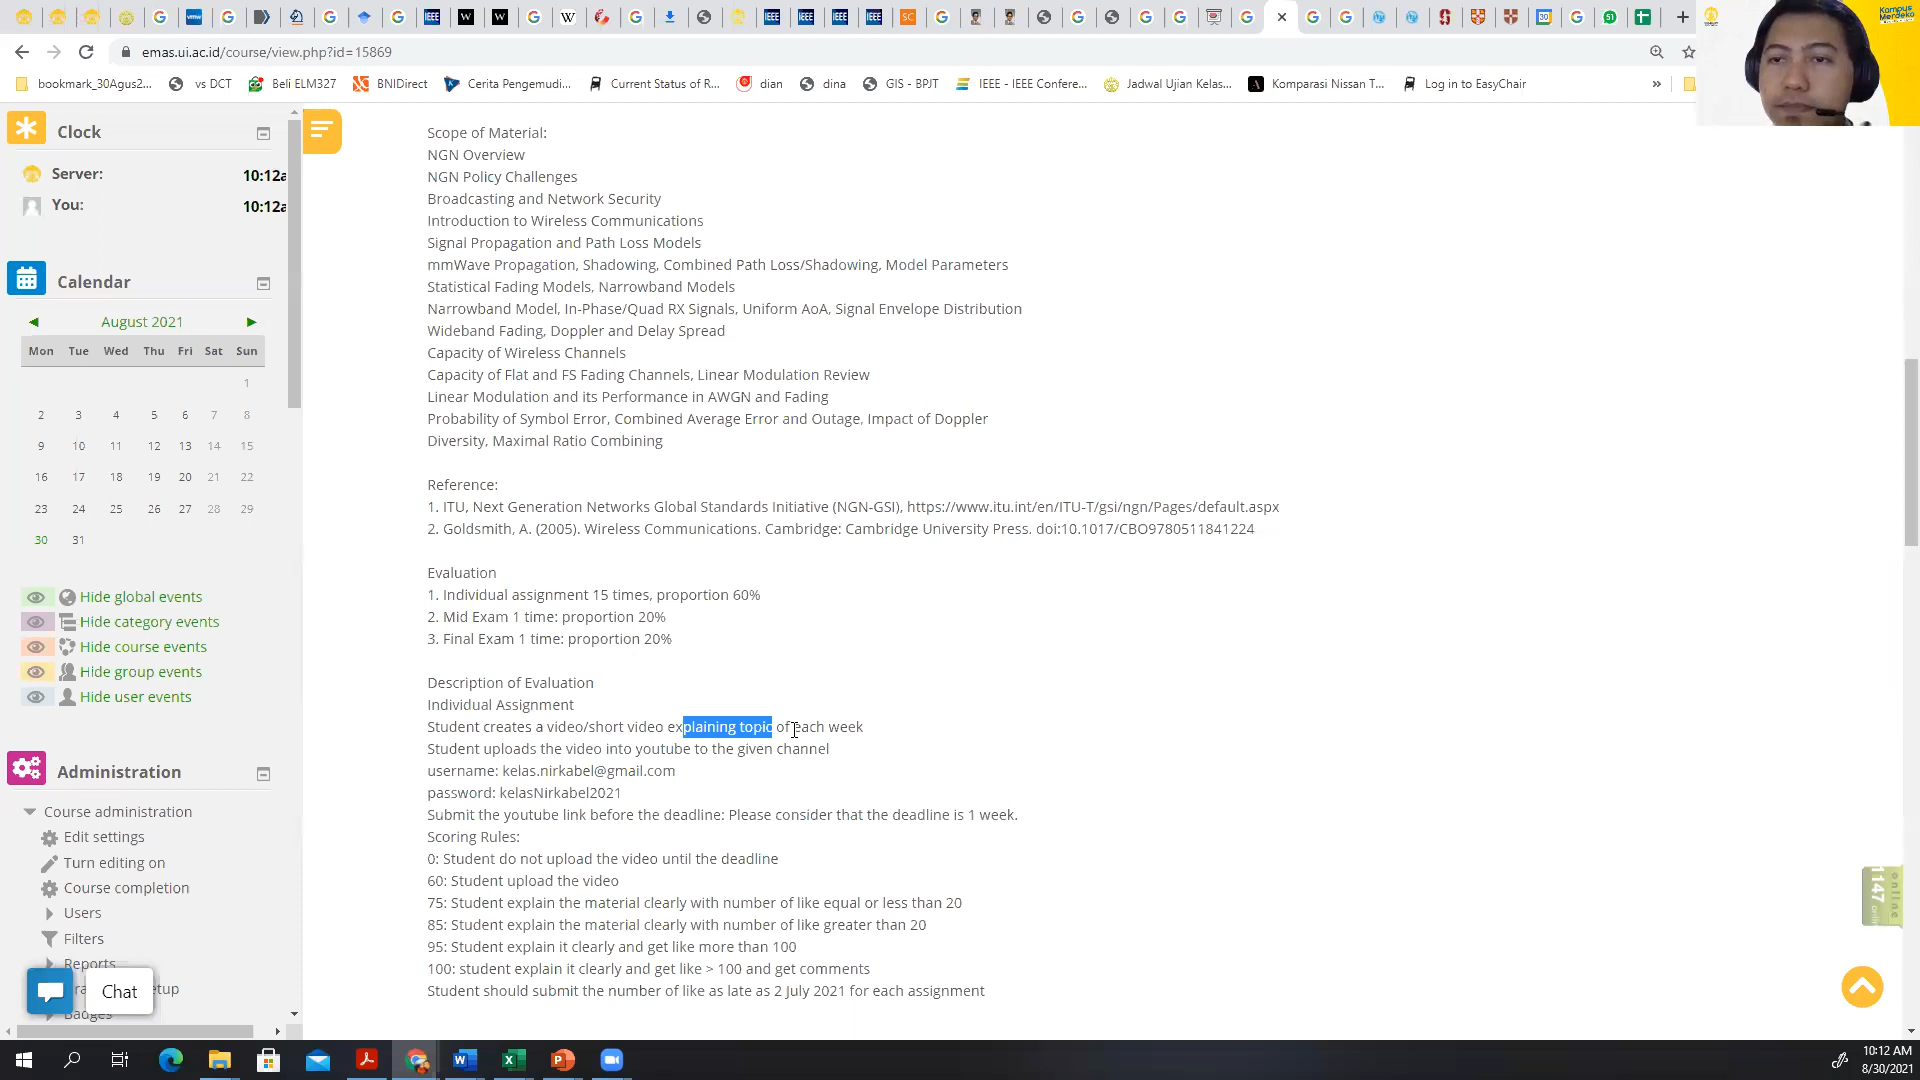 emas.ui.ac.id/course/view.php?id=15869
bookmark_30Agus2...
vs DCT
Beli ELM327
BNIDirect
Cerita Pengemudi...
Current Status of R...
dian
dina
GIS - BPJT
IEEE - IEEE Confere...
Jadwal Ujian Kelas...
Komparasi Nissan T...
Log in to EasyChair
Clock
Server: 10:12a
You: 10:12a
Calendar
August 2021
Mon Tue Wed Thu Fri Sat Sun
1
2 3 4 5 6 7 8
9 10 11 12 13 14 15
16 17 18 19 20 21 22
23 24 25 26 27 28 29
30 31
Hide global events
Hide category events
Hide course events
Hide group events
Hide user events
Administration
Course administration
Edit settings
Turn editing on
Course completion
Users
Filters
Reports
Badges
Chat
Scope of Material:
NGN Overview
NGN Policy Challenges
Broadcasting and Network Security
Introduction to Wireless Communications
Signal Propagation and Path Loss Models
mmWave Propagation, Shadowing, Combined Path Loss/Shadowing, Model Parameters
Statistical Fading Models, Narrowband Models
Narrowband Model, In-Phase/Quad RX Signals, Uniform AoA, Signal Envelope Distribution
Wideband Fading, Doppler and Delay Spread
Capacity of Wireless Channels
Capacity of Flat and FS Fading Channels, Linear Modulation Review
Linear Modulation and its Performance in AWGN and Fading
Probability of Symbol Error, Combined Average Error and Outage, Impact of Doppler
Diversity, Maximal Ratio Combining
Reference:
1. ITU, Next Generation Networks Global Standards Initiative (NGN-GSI), https://www.itu.int/en/ITU-T/gsi/ngn/Pages/default.aspx
2. Goldsmith, A. (2005). Wireless Communications. Cambridge: Cambridge University Press. doi:10.1017/CBO9780511841224
Evaluation
1. Individual assignment 15 times, proportion 60%
2. Mid Exam 1 time: proportion 20%
3. Final Exam 1 time: proportion 20%
Description of Evaluation
Individual Assignment
Student creates a video/short video explaining topic of each week
Student uploads the video into youtube to the given channel
username: kelas.nirkabel@gmail.com
password: kelasNirkabel2021
Submit the youtube link before the deadline: Please consider that the deadline is 1 week.
Scoring Rules:
0: Student do not upload the video until the deadline
60: Student upload the video
75: Student explain the material clearly with number of like equal or less than 20
85: Student explain the material clearly with number of like greater than 20
95: Student explain it clearly and get like more than 100
100: student explain it clearly and get like > 100 and get comments
Student should submit the number of like as late as 2 July 2021 for each assignment
online
1147
10:12 AM
8/30/2021